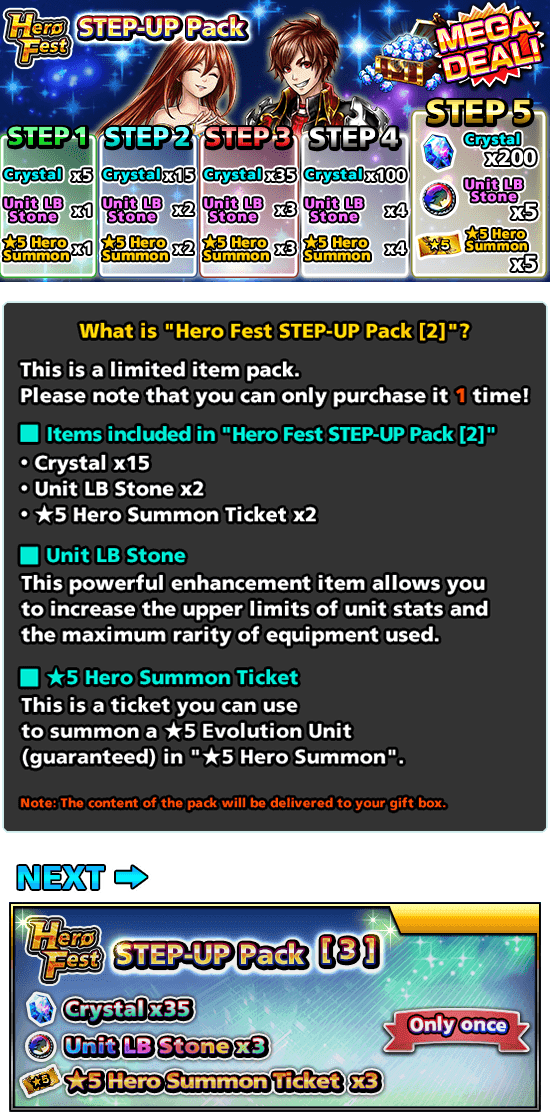 Hero Fest STEP-UP Pack
MEGA DEAL!
STEP 1
Crystal x5
Unit LB Stone x1
★5 Hero Summon x1
STEP 2
Crystal x15
Unit LB Stone x2
★5 Hero Summon x2
STEP 3
Crystal x35
Unit LB Stone x3
★5 Hero Summon x3
STEP 4
Crystal x100
Unit LB Stone x4
★5 Hero Summon x4
STEP 5
Crystal x200
Unit LB Stone x5
★5
★5 Hero Summon x5
What is "Hero Fest STEP-UP Pack [2]"?
This is a limited item pack.
Please note that you can only purchase it 1 time!
■ Items included in "Hero Fest STEP-UP Pack [2]"
• Crystal x15
• Unit LB Stone x2
• ★5 Hero Summon Ticket x2
■ Unit LB Stone
This powerful enhancement item allows you
to increase the upper limits of unit stats and
the maximum rarity of equipment used.
■ ★5 Hero Summon Ticket
This is a ticket you can use
to summon a ★5 Evolution Unit
(guaranteed) in "★5 Hero Summon".
Note: The content of the pack will be delivered to your gift box.
NEXT ➡
Hero Fest STEP-UP Pack [3]
Crystal x35
Unit LB Stone x3
★5
★5 Hero Summon Ticket x3
Only once